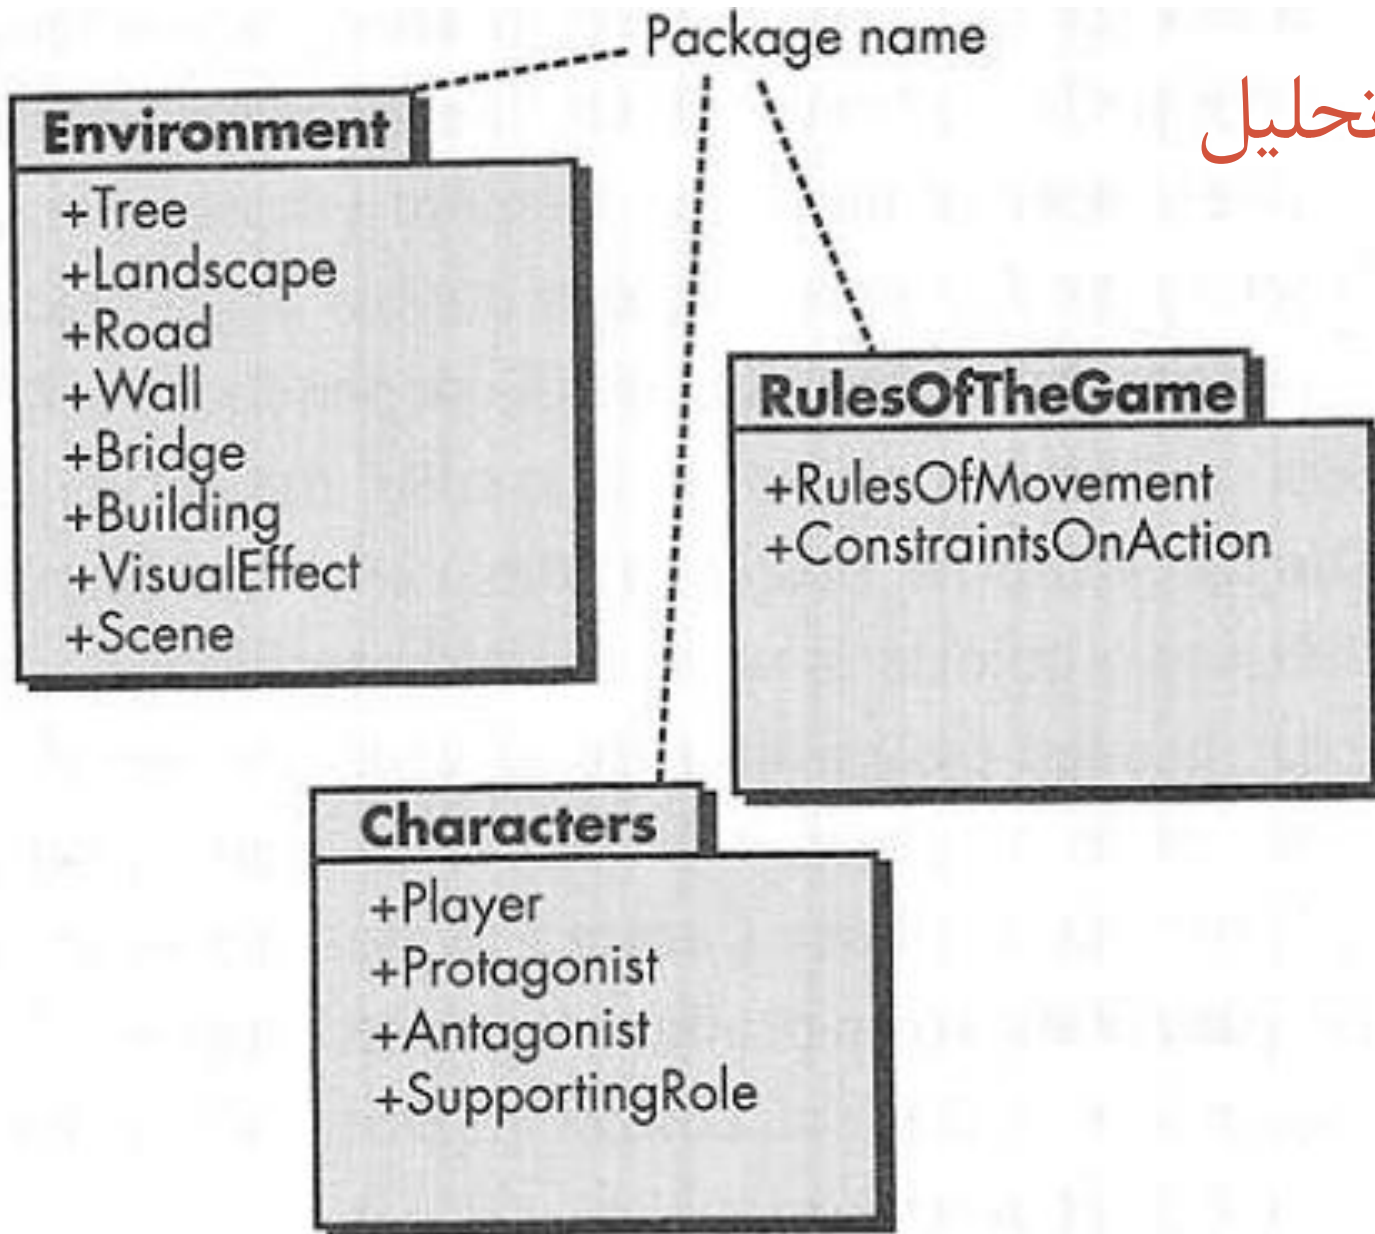 Package name
تحليل
Environment
+Tree
+Landscape
+Road
+Wall
+Bridge
+Building
+VisualEffect
+Scene
RulesOfTheGame
+RulesOfMovement
+ConstraintsOnAction
Characters
+Player
+Protagonist
+Antagonist
+SupportingRole